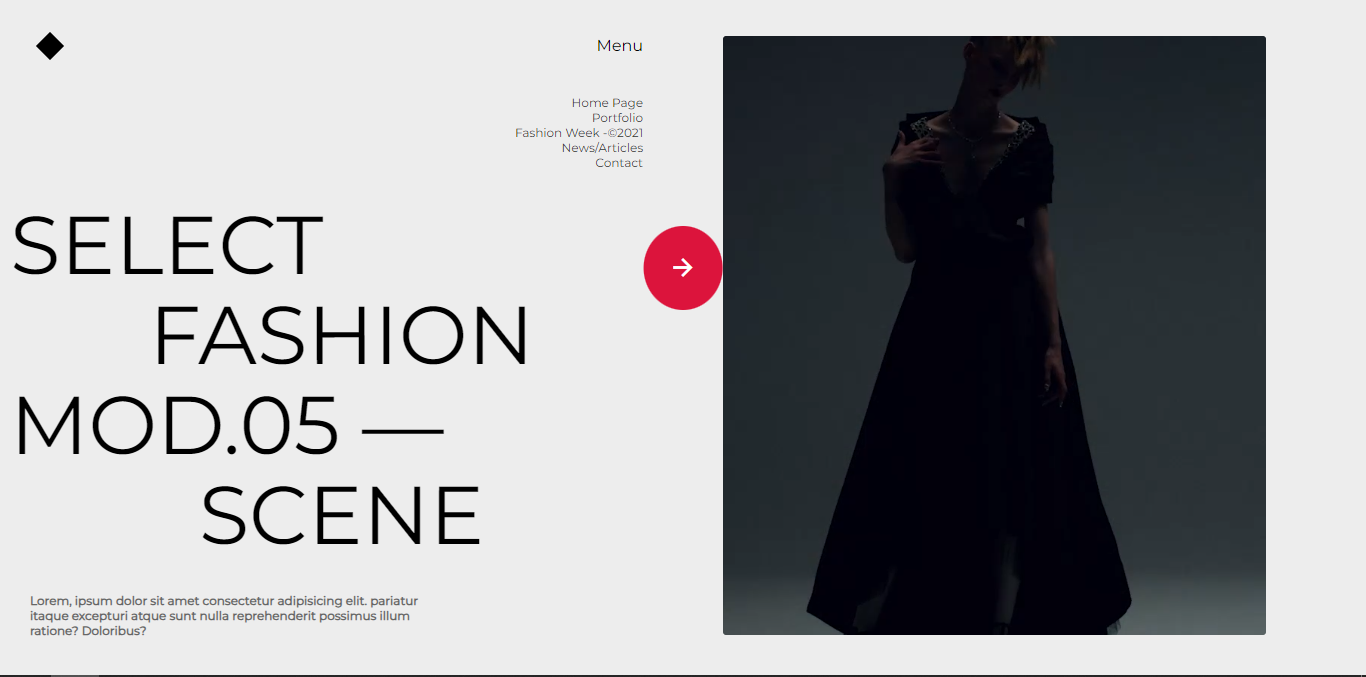 Menu
Home Page
Portfolio
Fashion Week -©2021
News/Articles
Contact
SELECT
FASHION
MOD.05 —
SCENE
Lorem, ipsum dolor sit amet consectetur adipisicing elit. pariatur
itaque excepturi atque sunt nulla reprehenderit possimus illum
ratione? Doloribus?